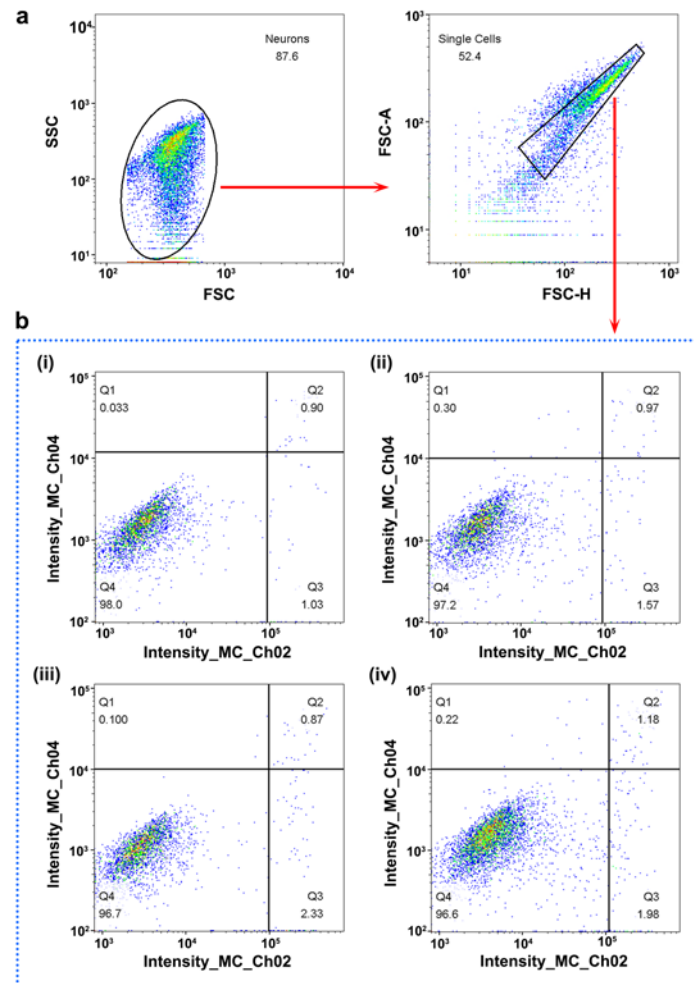 a
Neurons
87.6
10⁴
10³
10²
10¹
SSC
10² 10³ 10⁴
FSC
Single Cells
52.4
10³
10²
10¹
FSC-A
10¹ 10² 10³
FSC-H
b
(i)
Q1
0.033
Q2
0.90
10⁵
10⁴
10³
10²
Intensity_MC_Ch04
Q4
98.0
Q3
1.03
10³ 10⁴ 10⁵
Intensity_MC_Ch02
(ii)
Q1
0.30
Q2
0.97
10⁵
10⁴
10³
10²
Intensity_MC_Ch04
Q4
97.2
Q3
1.57
10³ 10⁴ 10⁵
Intensity_MC_Ch02
(iii)
Q1
0.100
Q2
0.87
10⁵
10⁴
10³
10²
Intensity_MC_Ch04
Q4
96.7
Q3
2.33
10³ 10⁴ 10⁵
Intensity_MC_Ch02
(iv)
Q1
0.22
Q2
1.18
10⁵
10⁴
10³
10²
Intensity_MC_Ch04
Q4
96.6
Q3
1.98
10³ 10⁴ 10⁵
Intensity_MC_Ch02